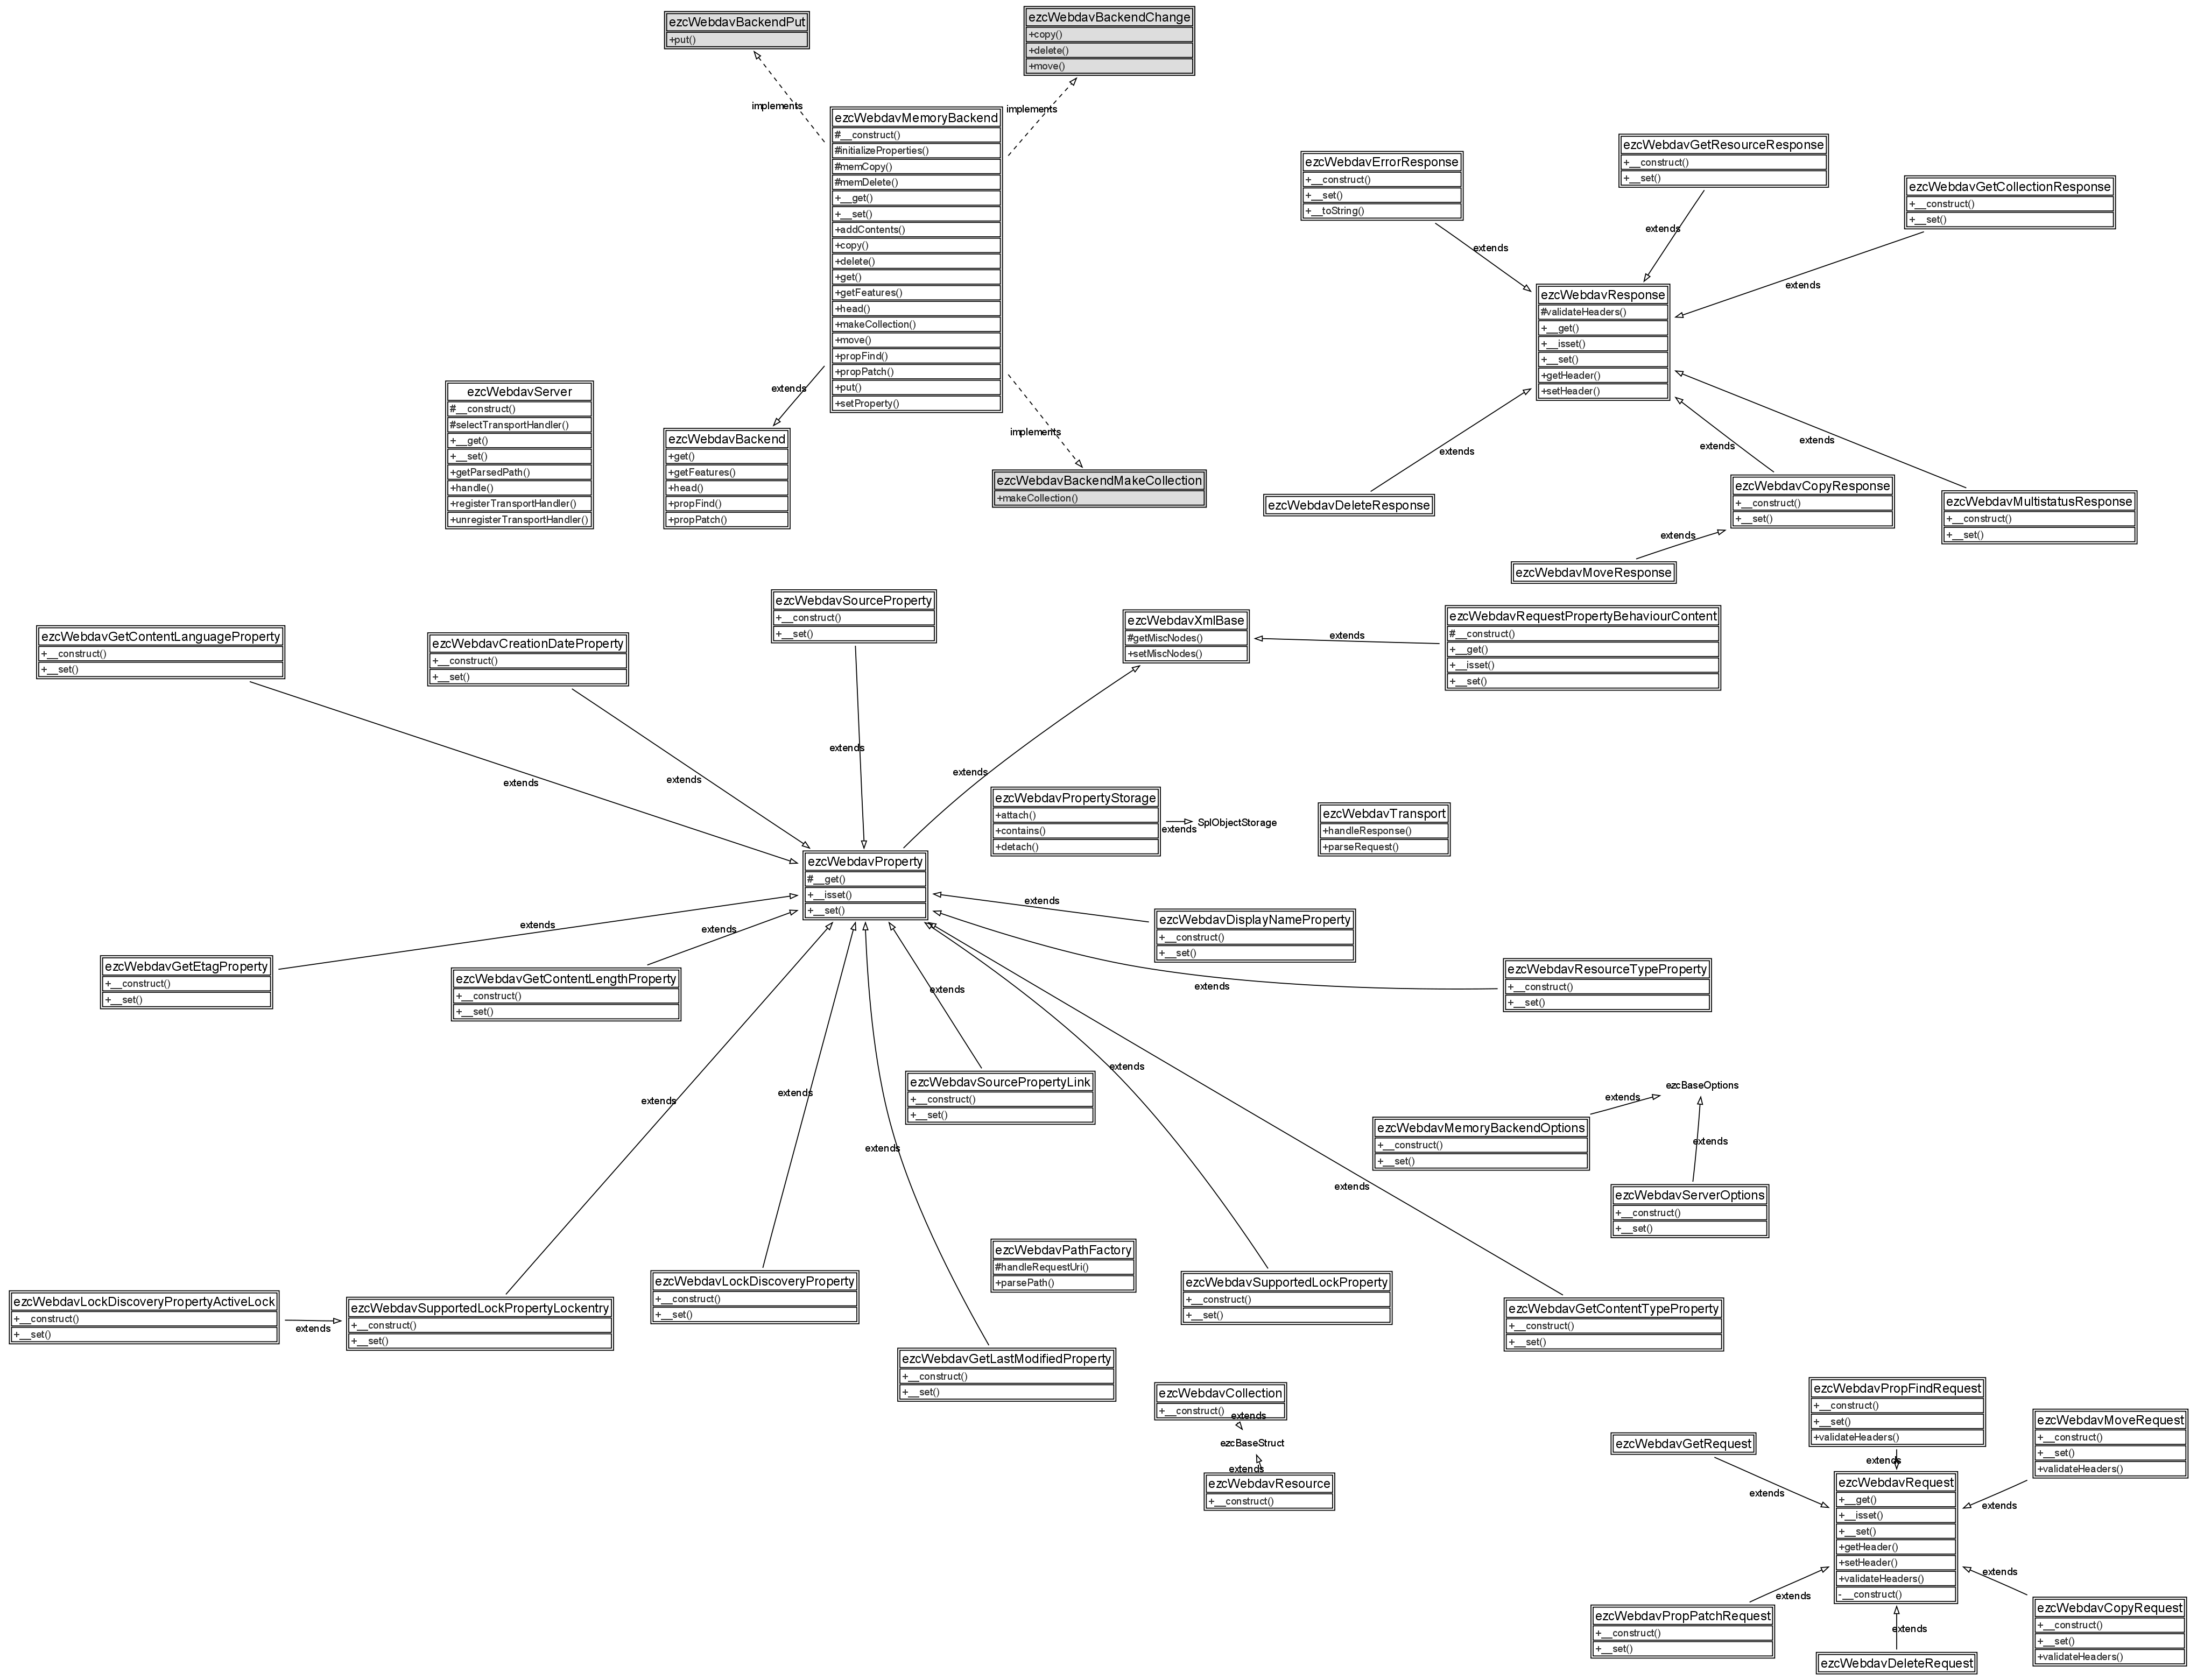 ezcWebdavBackendPut
+put()
ezcWebdavBackendChange
+copy()
+delete()
+move()
implements
implements
ezcWebdavMemoryBackend
#__construct()
#initializeProperties()
#memCopy()
#memDelete()
+__get()
+__set()
+addContents()
+copy()
+delete()
+get()
+getFeatures()
+head()
+makeCollection()
+move()
+propFind()
+propPatch()
+put()
+setProperty()
extends
implements
ezcWebdavServer
#__construct()
#selectTransportHandler()
+__get()
+__set()
+getParsedPath()
+handle()
+registerTransportHandler()
+unregisterTransportHandler()
ezcWebdavBackend
+get()
+getFeatures()
+head()
+propFind()
+propPatch()
ezcWebdavBackendMakeCollection
+makeCollection()
ezcWebdavErrorResponse
+__construct()
+__set()
+__toString()
ezcWebdavGetResourceResponse
+__construct()
+__set()
ezcWebdavGetCollectionResponse
+__construct()
+__set()
extends
extends
extends
ezcWebdavResponse
#validateHeaders()
+__get()
+__isset()
+__set()
+getHeader()
+setHeader()
extends
extends
extends
ezcWebdavDeleteResponse
ezcWebdavCopyResponse
+__construct()
+__set()
ezcWebdavMultistatusResponse
+__construct()
+__set()
extends
ezcWebdavMoveResponse
ezcWebdavGetContentLanguageProperty
+__construct()
+__set()
ezcWebdavCreationDateProperty
+__construct()
+__set()
ezcWebdavSourceProperty
+__construct()
+__set()
ezcWebdavXmlBase
#getMiscNodes()
+setMiscNodes()
extends
ezcWebdavRequestPropertyBehaviourContent
#__construct()
+__get()
+__isset()
+__set()
extends
extends
extends
extends
ezcWebdavPropertyStorage
+attach()
+contains()
+detach()
extends
SplObjectStorage
ezcWebdavTransport
+handleResponse()
+parseRequest()
ezcWebdavProperty
#__get()
+__isset()
+__set()
extends
extends
extends
extends
ezcWebdavGetEtagProperty
+__construct()
+__set()
ezcWebdavGetContentLengthProperty
+__construct()
+__set()
ezcWebdavDisplayNameProperty
+__construct()
+__set()
ezcWebdavResourceTypeProperty
+__construct()
+__set()
extends
extends
extends
extends
extends
extends
ezcWebdavSourcePropertyLink
+__construct()
+__set()
ezcBaseOptions
extends
extends
ezcWebdavMemoryBackendOptions
+__construct()
+__set()
ezcWebdavServerOptions
+__construct()
+__set()
ezcWebdavPathFactory
#handleRequestUri()
+parsePath()
ezcWebdavLockDiscoveryPropertyActiveLock
+__construct()
+__set()
extends
ezcWebdavSupportedLockPropertyLockentry
+__construct()
+__set()
ezcWebdavLockDiscoveryProperty
+__construct()
+__set()
ezcWebdavSupportedLockProperty
+__construct()
+__set()
ezcWebdavGetContentTypeProperty
+__construct()
+__set()
ezcWebdavGetLastModifiedProperty
+__construct()
+__set()
ezcWebdavCollection
+__construct()
extends
ezcBaseStruct
extends
ezcWebdavResource
+__construct()
ezcWebdavPropFindRequest
+__construct()
+__set()
+validateHeaders()
ezcWebdavGetRequest
ezcWebdavMoveRequest
+__construct()
+__set()
+validateHeaders()
extends
extends
extends
ezcWebdavRequest
+__get()
+__isset()
+__set()
+getHeader()
+setHeader()
+validateHeaders()
-__construct()
extends
extends
extends
ezcWebdavPropPatchRequest
+__construct()
+__set()
ezcWebdavDeleteRequest
ezcWebdavCopyRequest
+__construct()
+__set()
+validateHeaders()